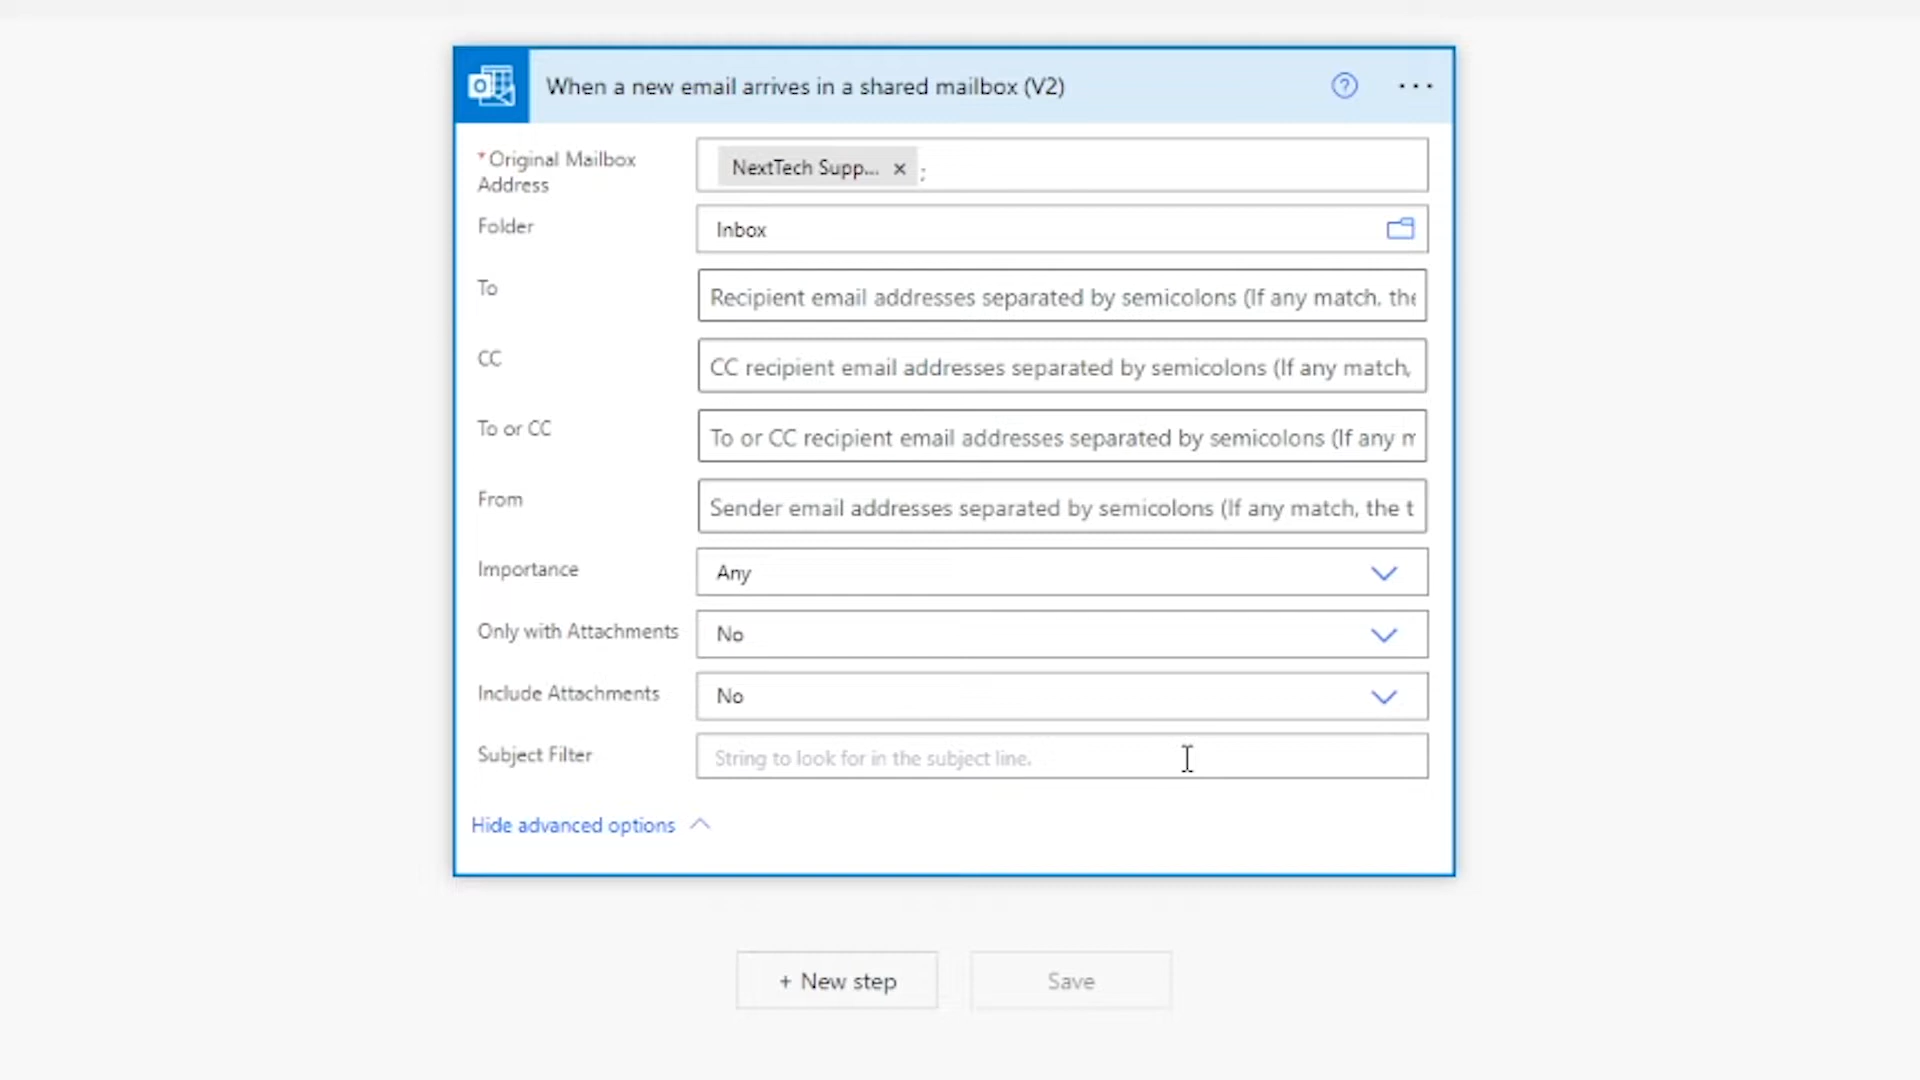 When a new email arrives in a shared mailbox (V2)
? ...
* Original Mailbox
Address
NextTech Supp... × ;
Folder
Inbox
To
Recipient email addresses separated by semicolons (If any match. the
CC
CC recipient email addresses separated by semicolons (If any match,
To or CC
To or CC recipient email addresses separated by semicolons (If any m
From
Sender email addresses separated by semicolons (If any match, the t
Importance
Any
Only with Attachments
No
Include Attachments
No
Subject Filter
String to look for in the subject line.
Hide advanced options
+ New step
Save